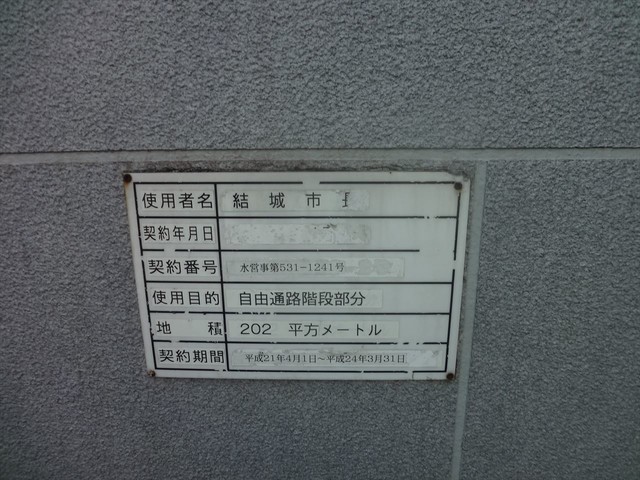 使用者名 結城市長
契約年月日
契約番号 水営事第531-1241号
使用目的 自由通路階段部分
地積 202 平方メートル
契約期間 平成21年4月1日~平成24年3月31日